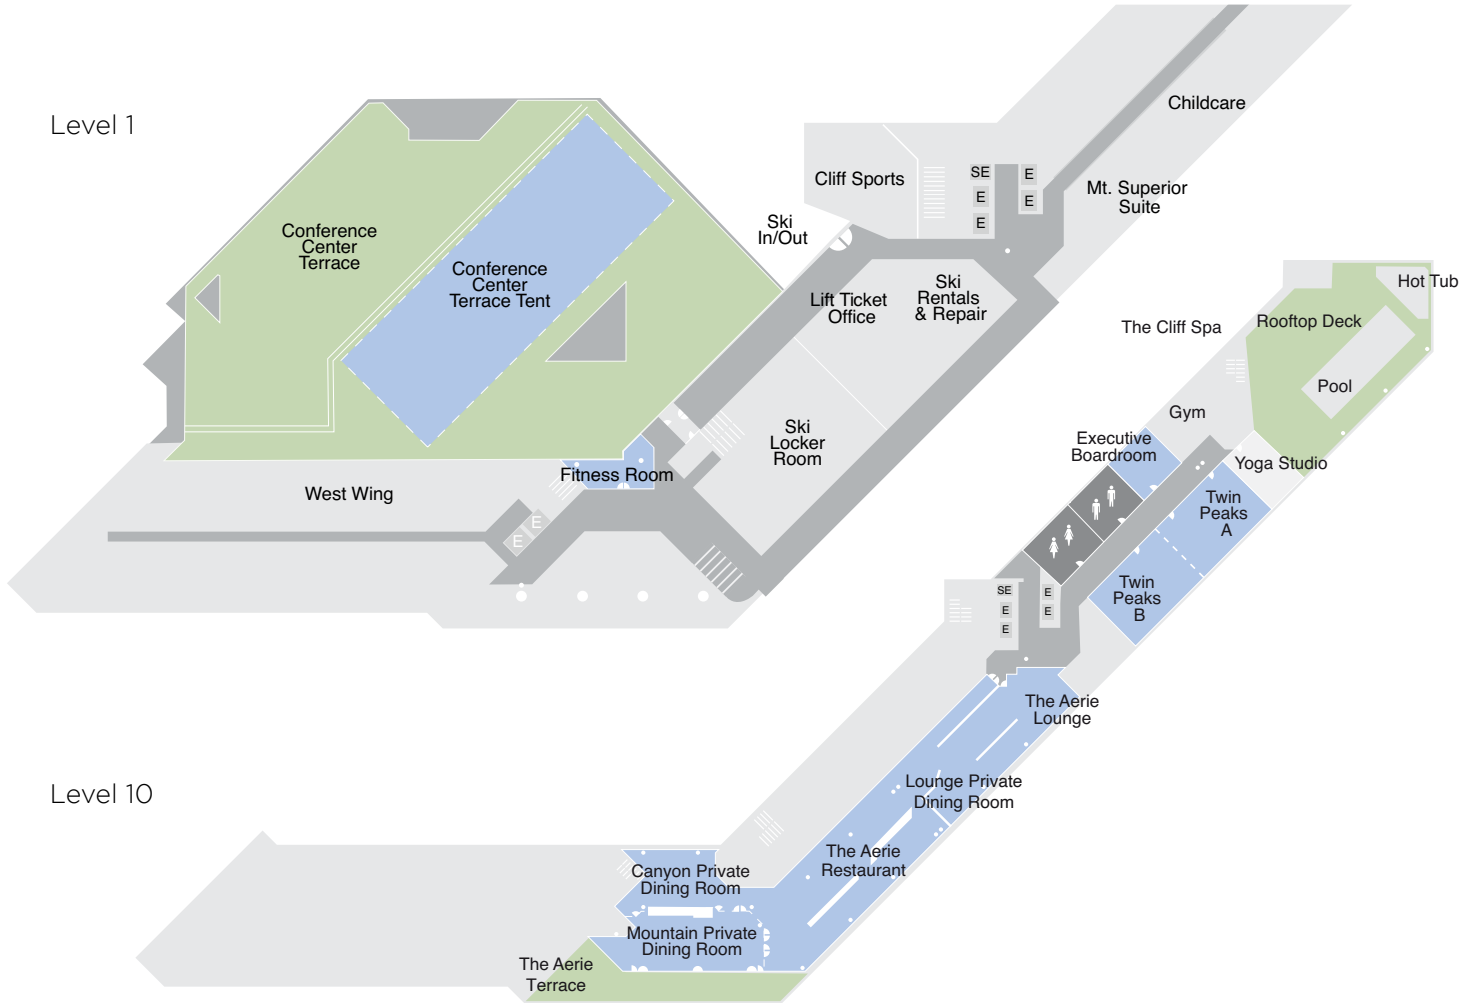 Level 1
Childcare
Cliff Sports
SE
E
E
E
E
Mt. Superior
Suite
Ski
In/Out
Conference
Center
Terrace
Conference
Center
Terrace Tent
Lift Ticket
Office
Ski
Rentals
& Repair
Ski
Locker
Room
Fitness Room
West Wing
E
E
Hot Tub
Rooftop Deck
The Cliff Spa
Pool
Gym
Executive
Boardroom
Yoga Studio
Twin
Peaks
A
Twin
Peaks
B
SE
E
E
E
E
The Aerie
Lounge
Level 10
Lounge Private
Dining Room
The Aerie
Restaurant
Canyon Private
Dining Room
Mountain Private
Dining Room
The Aerie
Terrace